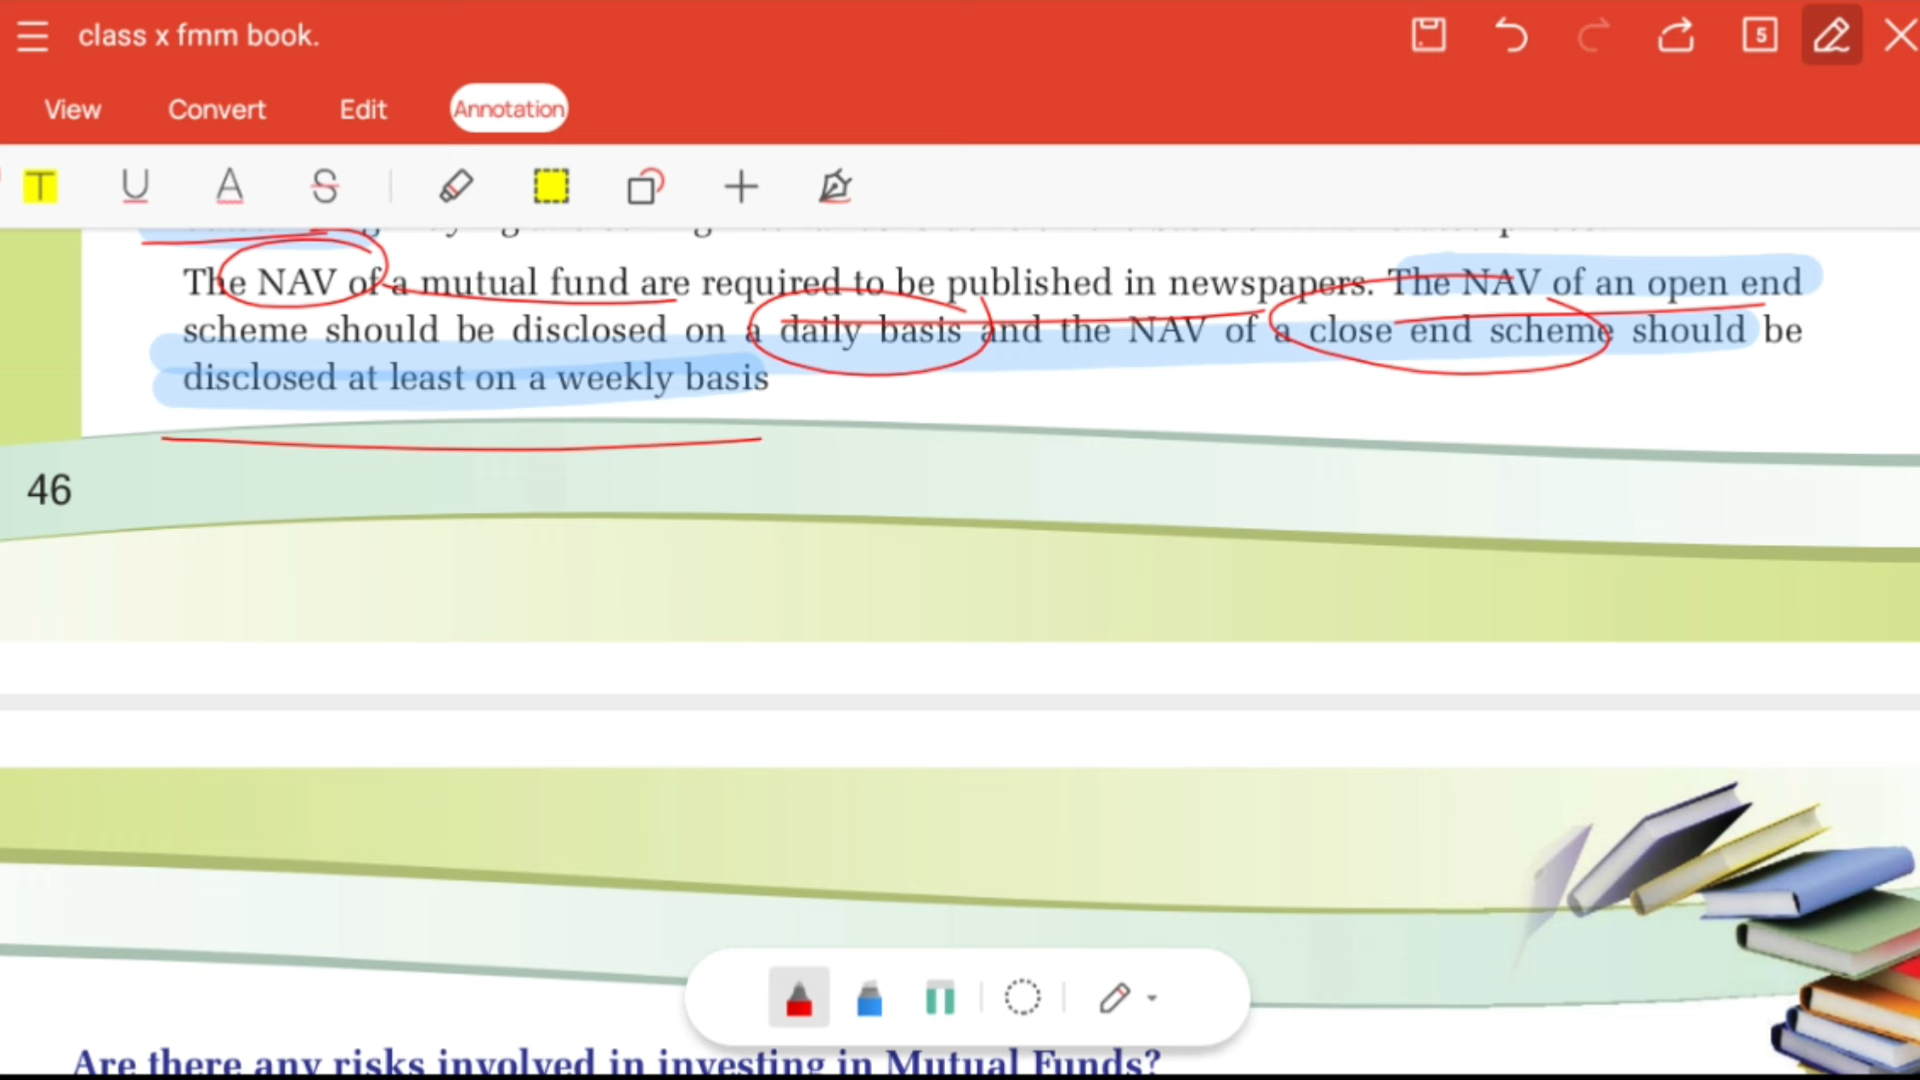 class x fmm book.
5
View Convert Edit Annotation
T U A S
The NAV of a mutual fund are required to be published in newspapers. The NAV of an open end
scheme should be disclosed on a daily basis and the NAV of a close end scheme should be
disclosed at least on a weekly basis
46
Are there any risks involved in investing in Mutual Funds?